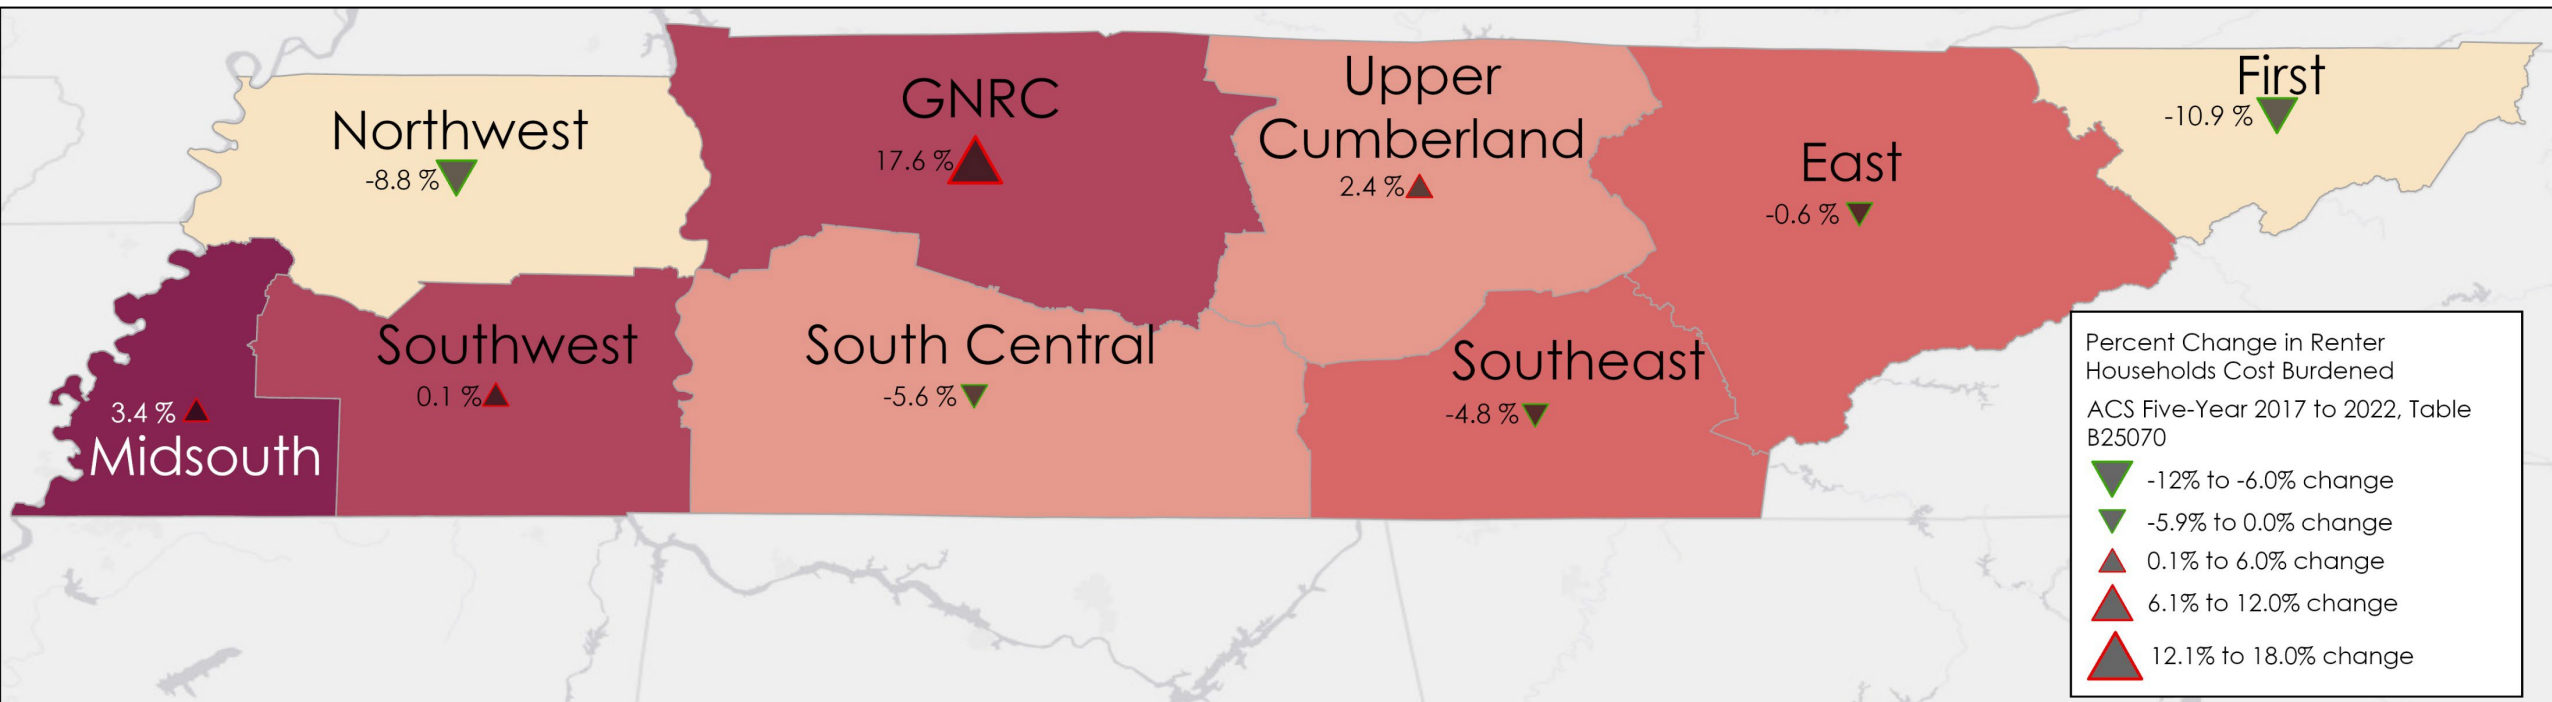 Northwest
-8.8 %
GNRC
17.6 %
Upper
Cumberland
2.4 %
East
-0.6 %
First
-10.9 %
3.4 %
Midsouth
Southwest
0.1 %
South Central
-5.6 %
Southeast
-4.8 %
Percent Change in Renter
Households Cost Burdened
ACS Five-Year 2017 to 2022, Table
B25070
-12% to -6.0% change
-5.9% to 0.0% change
0.1% to 6.0% change
6.1% to 12.0% change
12.1% to 18.0% change